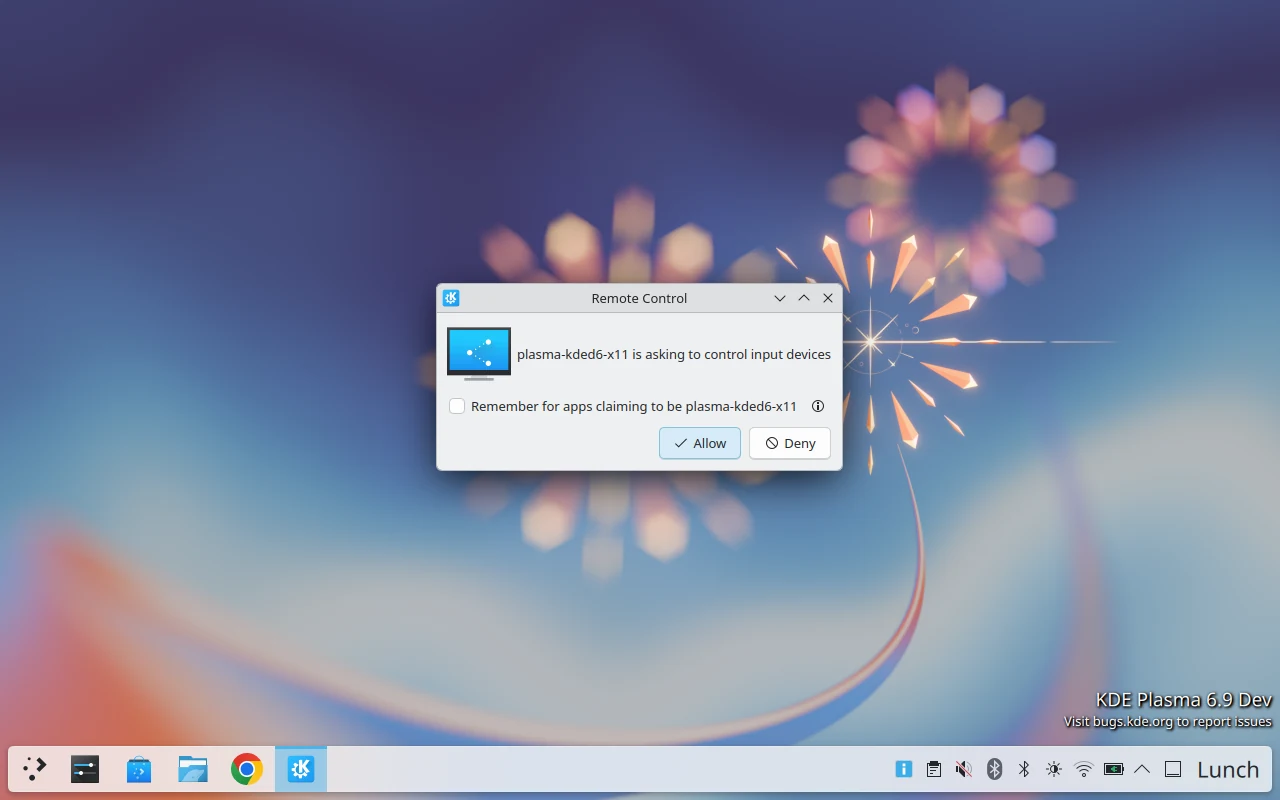 Remote Control
plasma-kded6-x11 is asking to control input devices
Remember for apps claiming to be plasma-kded6-x11
Allow
Deny
KDE Plasma 6.9 Dev
Visit bugs.kde.org to report issues
Lunch